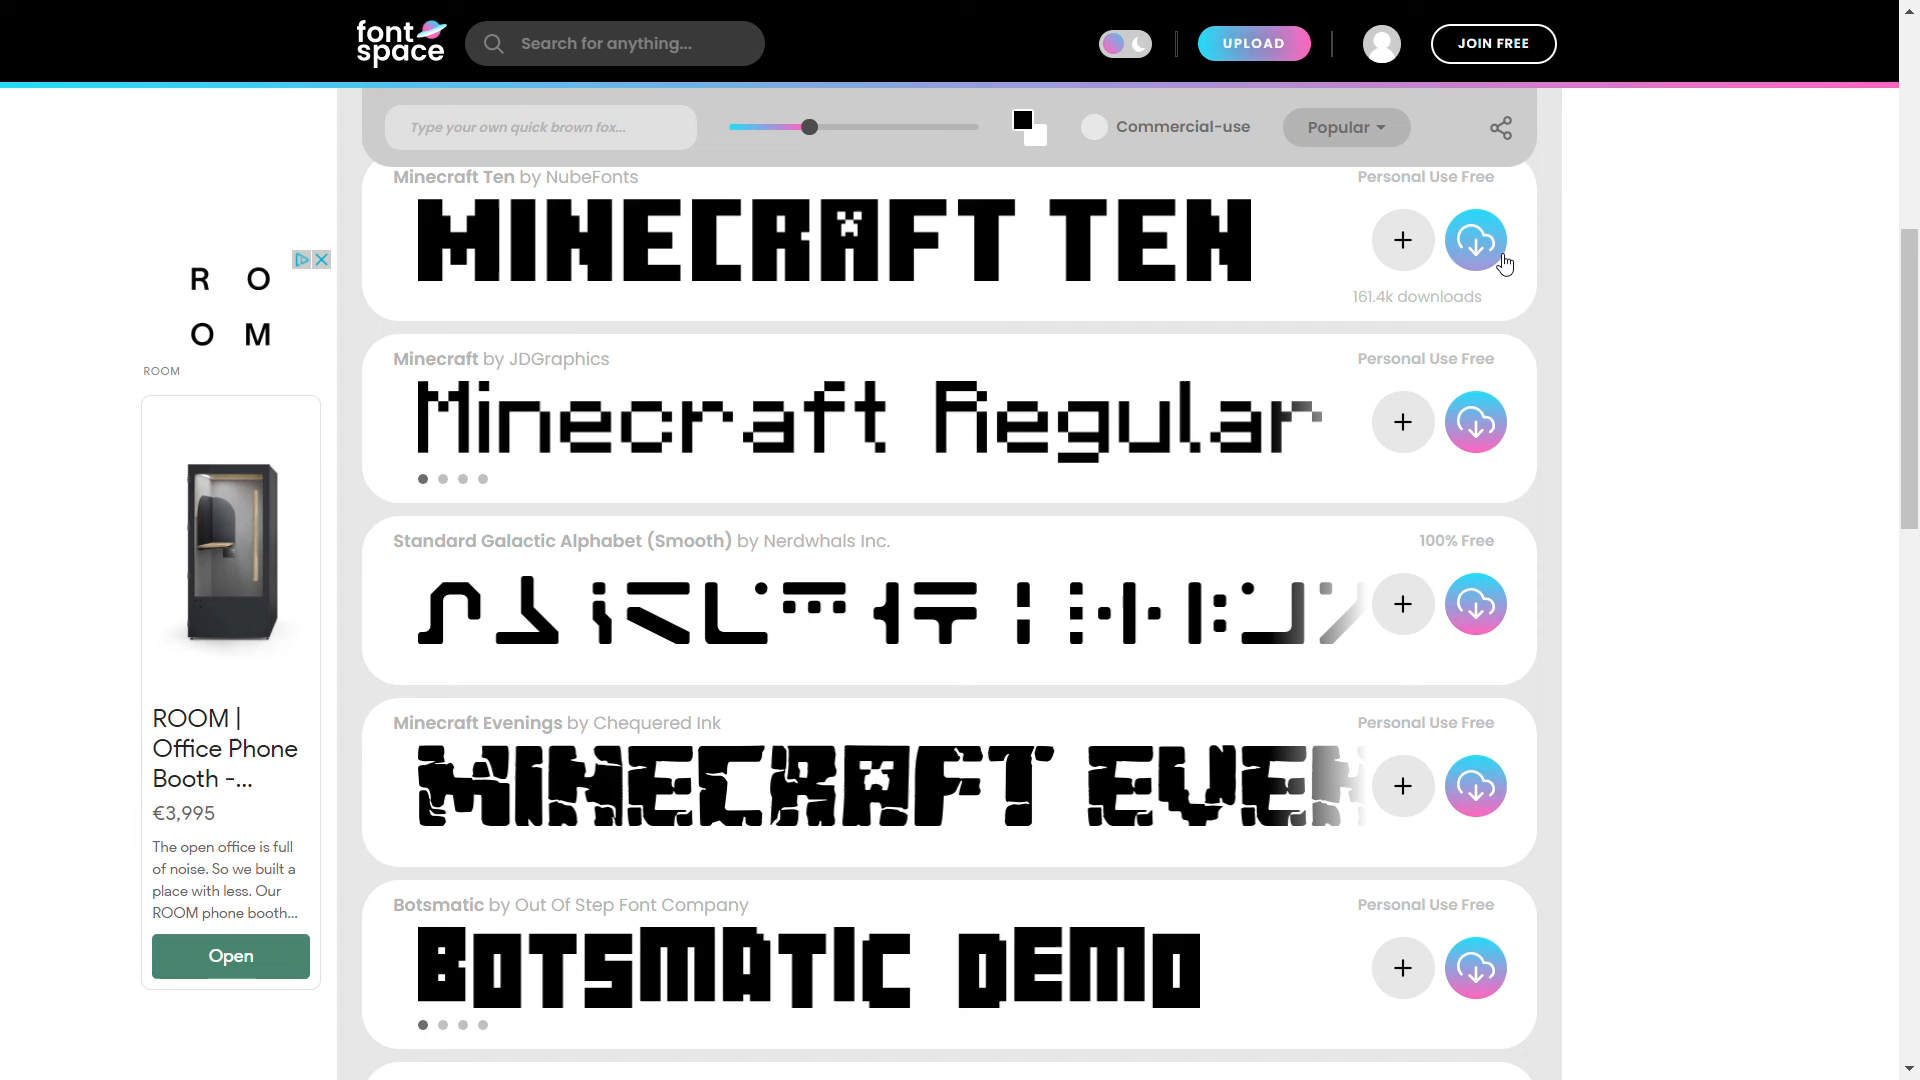 font
space
Search for anything...
UPLOAD
JOIN FREE
Type your own quick brown fox...
Commercial-use
Popular
Minecraft Ten by NubeFonts
Personal Use Free
MINECRAFT TEN
161.4k downloads
Minecraft by JDGraphics
Personal Use Free
Minecraft Regular
Standard Galactic Alphabet (Smooth) by Nerdwhals Inc.
100% Free
Minecraft Evenings by Chequered Ink
Personal Use Free
MINECRAFT EVEN
Botsmatic by Out Of Step Font Company
Personal Use Free
BOTSMATIC DEMO
R O
O M
ROOM
ROOM |
Office Phone
Booth -...
€3,995
The open office is full
of noise. So we built a
place with less. Our
ROOM phone booth...
Open